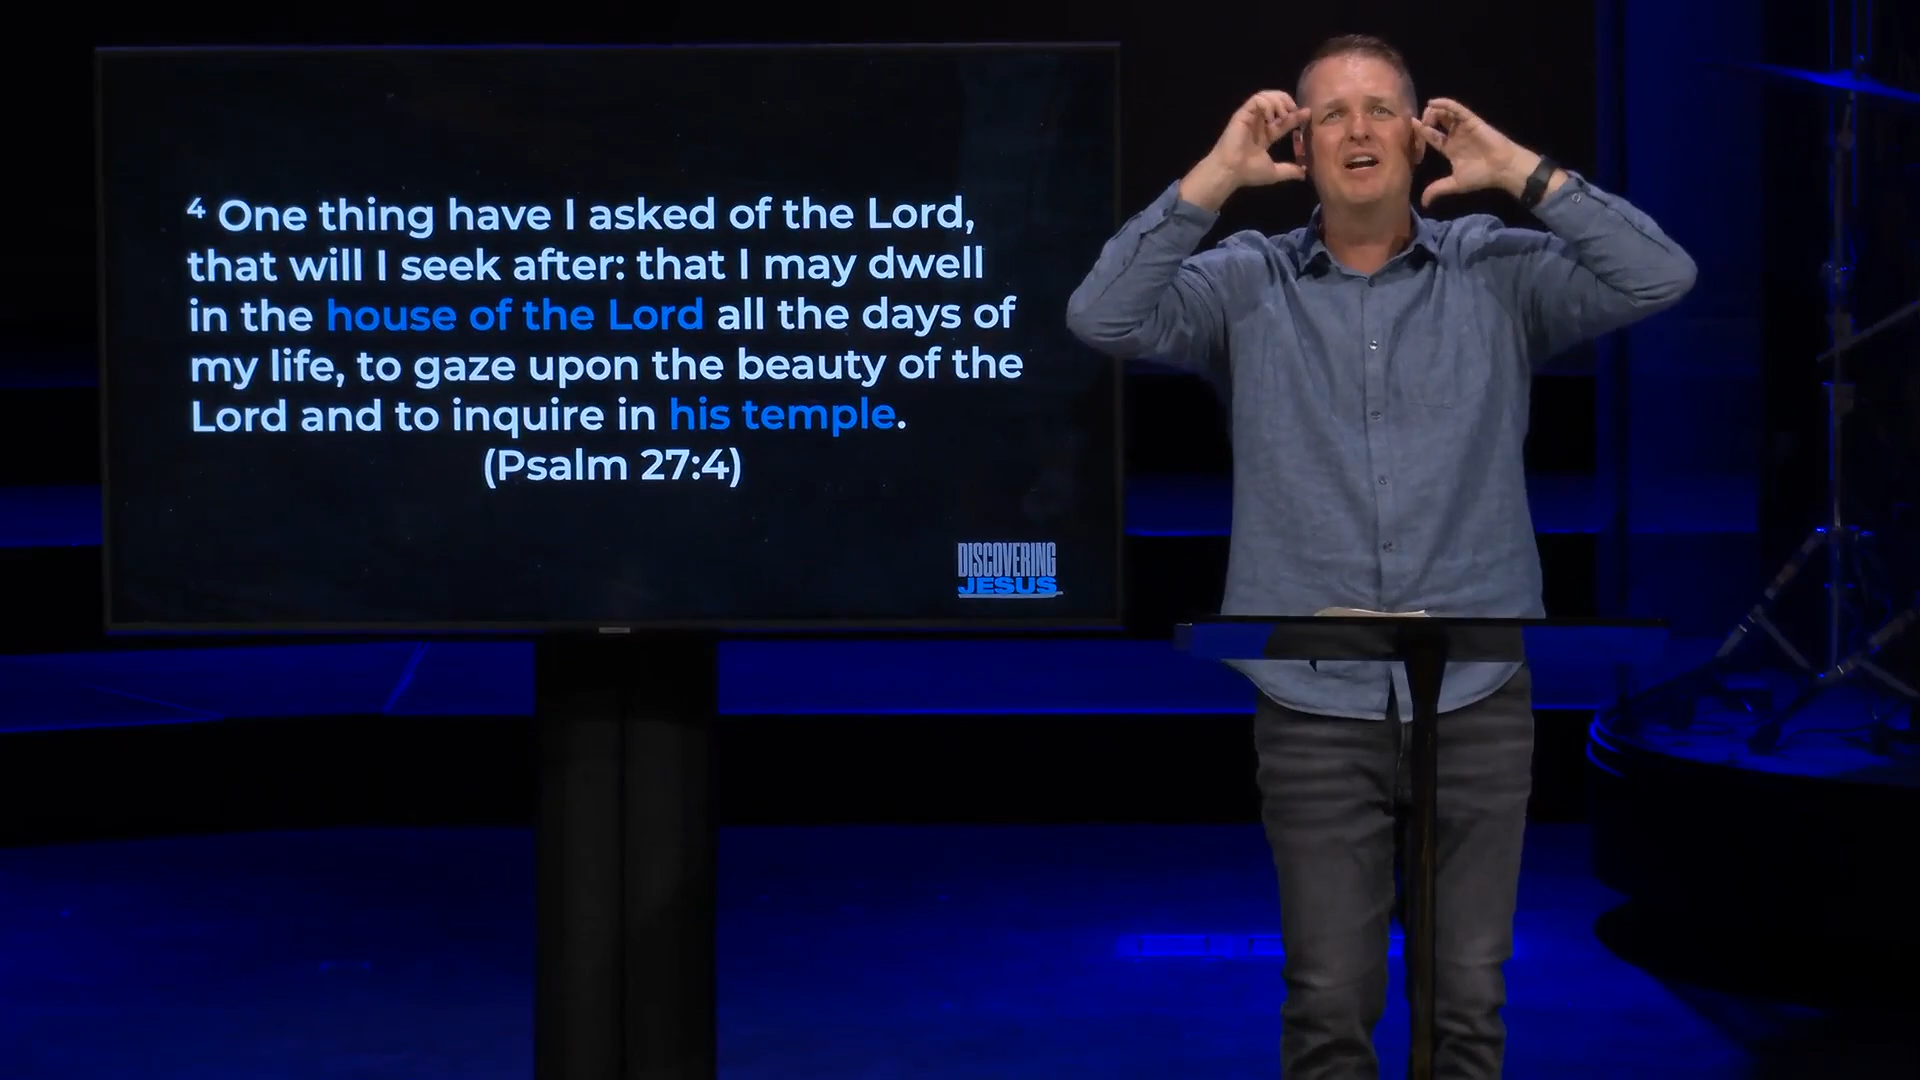 ⁴ One thing have I asked of the Lord,
that will I seek after: that I may dwell
in the house of the Lord all the days of
my life, to gaze upon the beauty of the
Lord and to inquire in his temple.
(Psalm 27:4)
DISCOVERING
JESUS